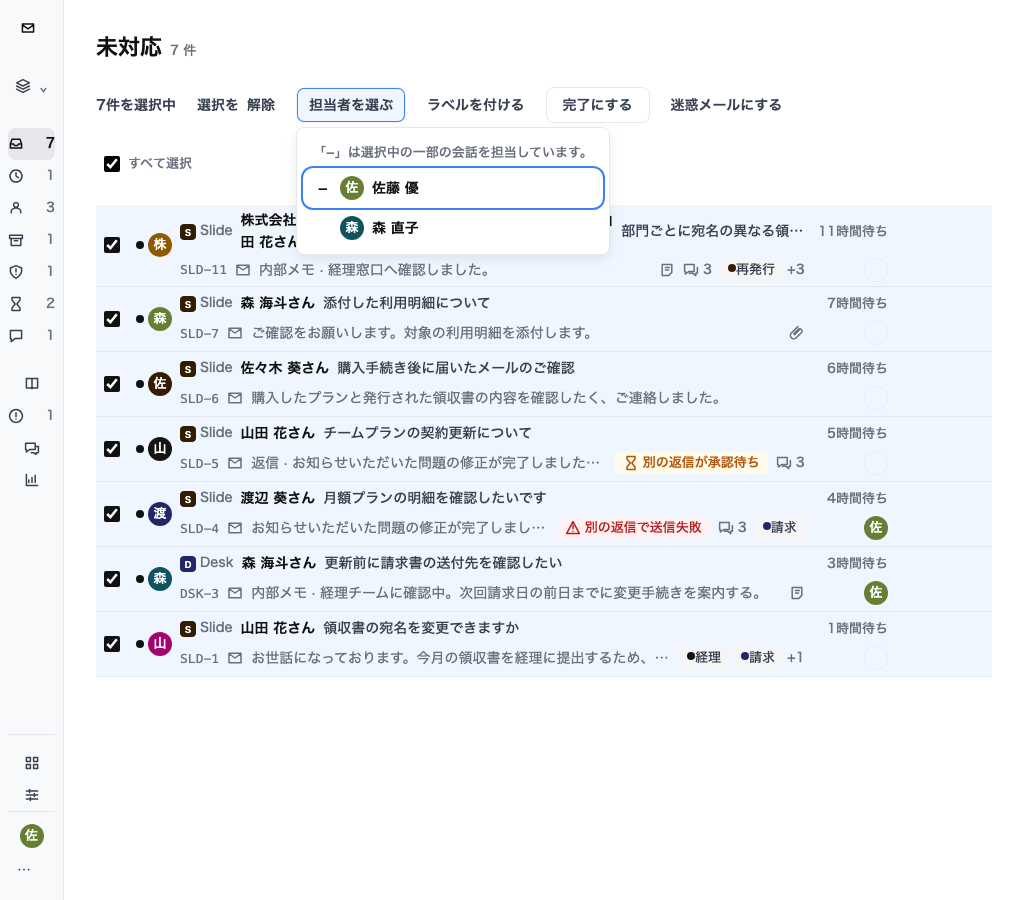 未対応 7 件
7件を選択中 選択を 解除 担当者を選ぶ ラベルを付ける 完了にする 迷惑メールにする
「–」は選択中の一部の会話を担当しています。
– 佐 佐藤 優
森 森 直子
すべて選択
7
1
3
1
1
2
1
1
佐
…
株 S Slide 株式会社
田 花さん
部門ごとに宛名の異なる領… 11時間待ち
SLD-11 内部メモ · 経理窓口へ確認しました。 3 再発行 +3
森 S Slide 森 海斗さん 添付した利用明細について 7時間待ち
SLD-7 ご確認をお願いします。対象の利用明細を添付します。
佐 S Slide 佐々木 葵さん 購入手続き後に届いたメールのご確認 6時間待ち
SLD-6 購入したプランと発行された領収書の内容を確認したく、ご連絡しました。
山 S Slide 山田 花さん チームプランの契約更新について 5時間待ち
SLD-5 返信 · お知らせいただいた問題の修正が完了しました… 別の返信が承認待ち 3
渡 S Slide 渡辺 葵さん 月額プランの明細を確認したいです 4時間待ち
SLD-4 お知らせいただいた問題の修正が完了しまし… 別の返信で送信失敗 3 請求 佐
森 D Desk 森 海斗さん 更新前に請求書の送付先を確認したい 3時間待ち
DSK-3 内部メモ · 経理チームに確認中。次回請求日の前日までに変更手続きを案内する。 佐
山 S Slide 山田 花さん 領収書の宛名を変更できますか 1時間待ち
SLD-1 お世話になっております。今月の領収書を経理に提出するため、… 経理 請求 +1